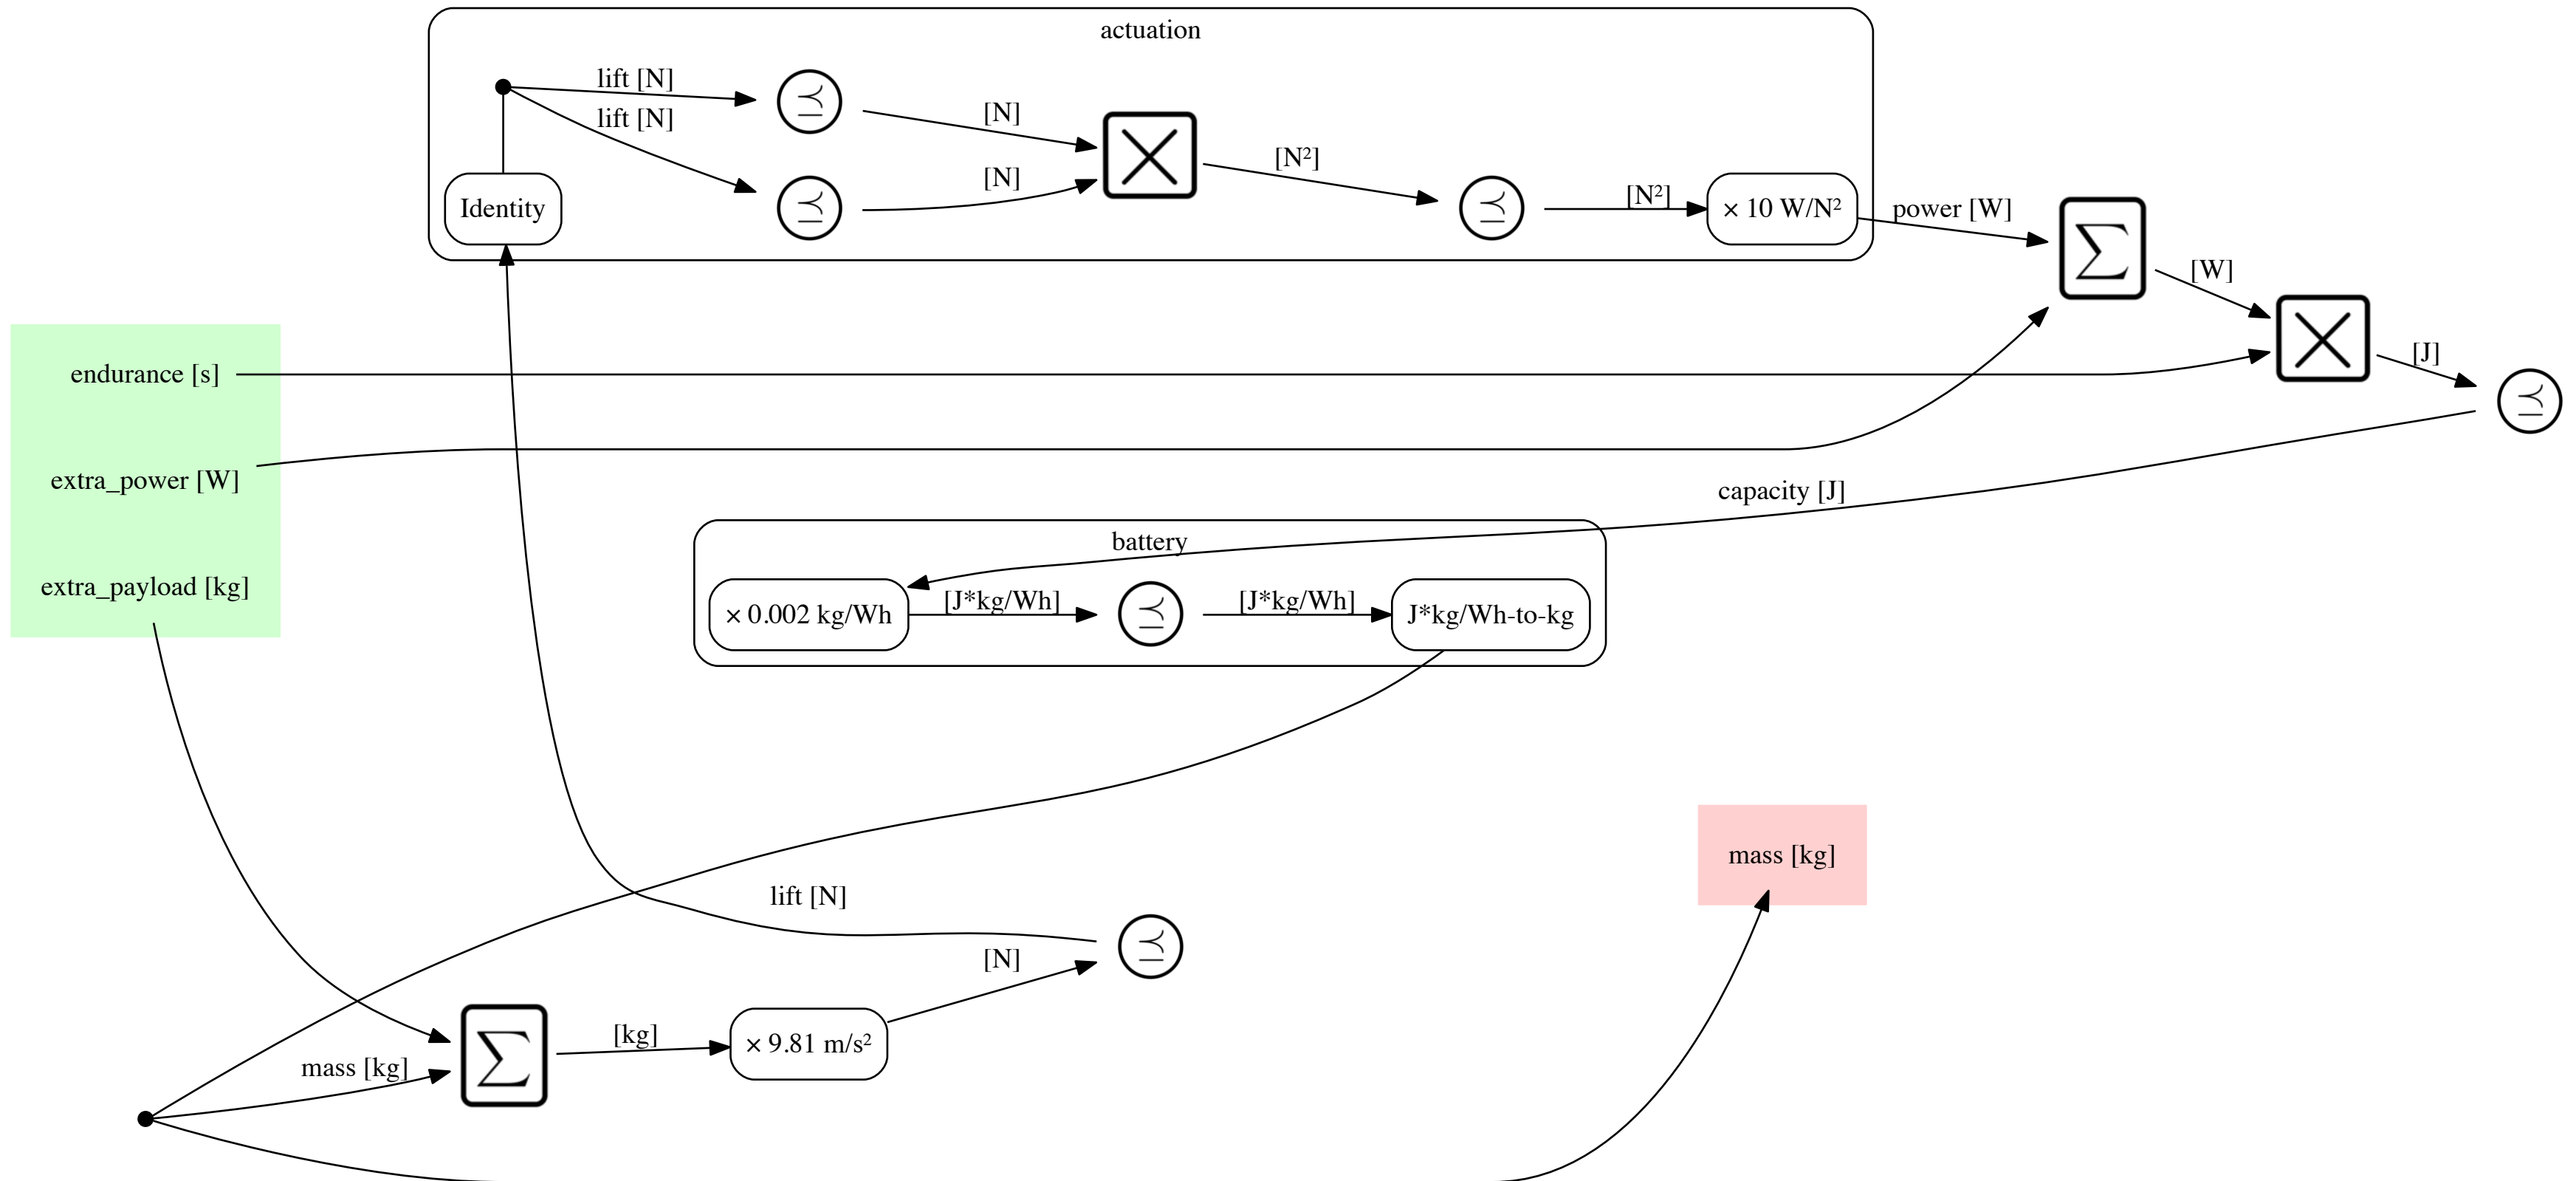 actuation
lift [N]
lift [N]
⪯
⪯
[N]
[N]
×
[N²]
⪯
[N²]
Identity
× 10 W/N²
power [W]
Σ
[W]
×
[J]
⪯
endurance [s]
extra_power [W]
extra_payload [kg]
capacity [J]
battery
× 0.002 kg/Wh
[J*kg/Wh]
⪯
[J*kg/Wh]
J*kg/Wh-to-kg
mass [kg]
lift [N]
⪯
[N]
mass [kg]
Σ
[kg]
× 9.81 m/s²